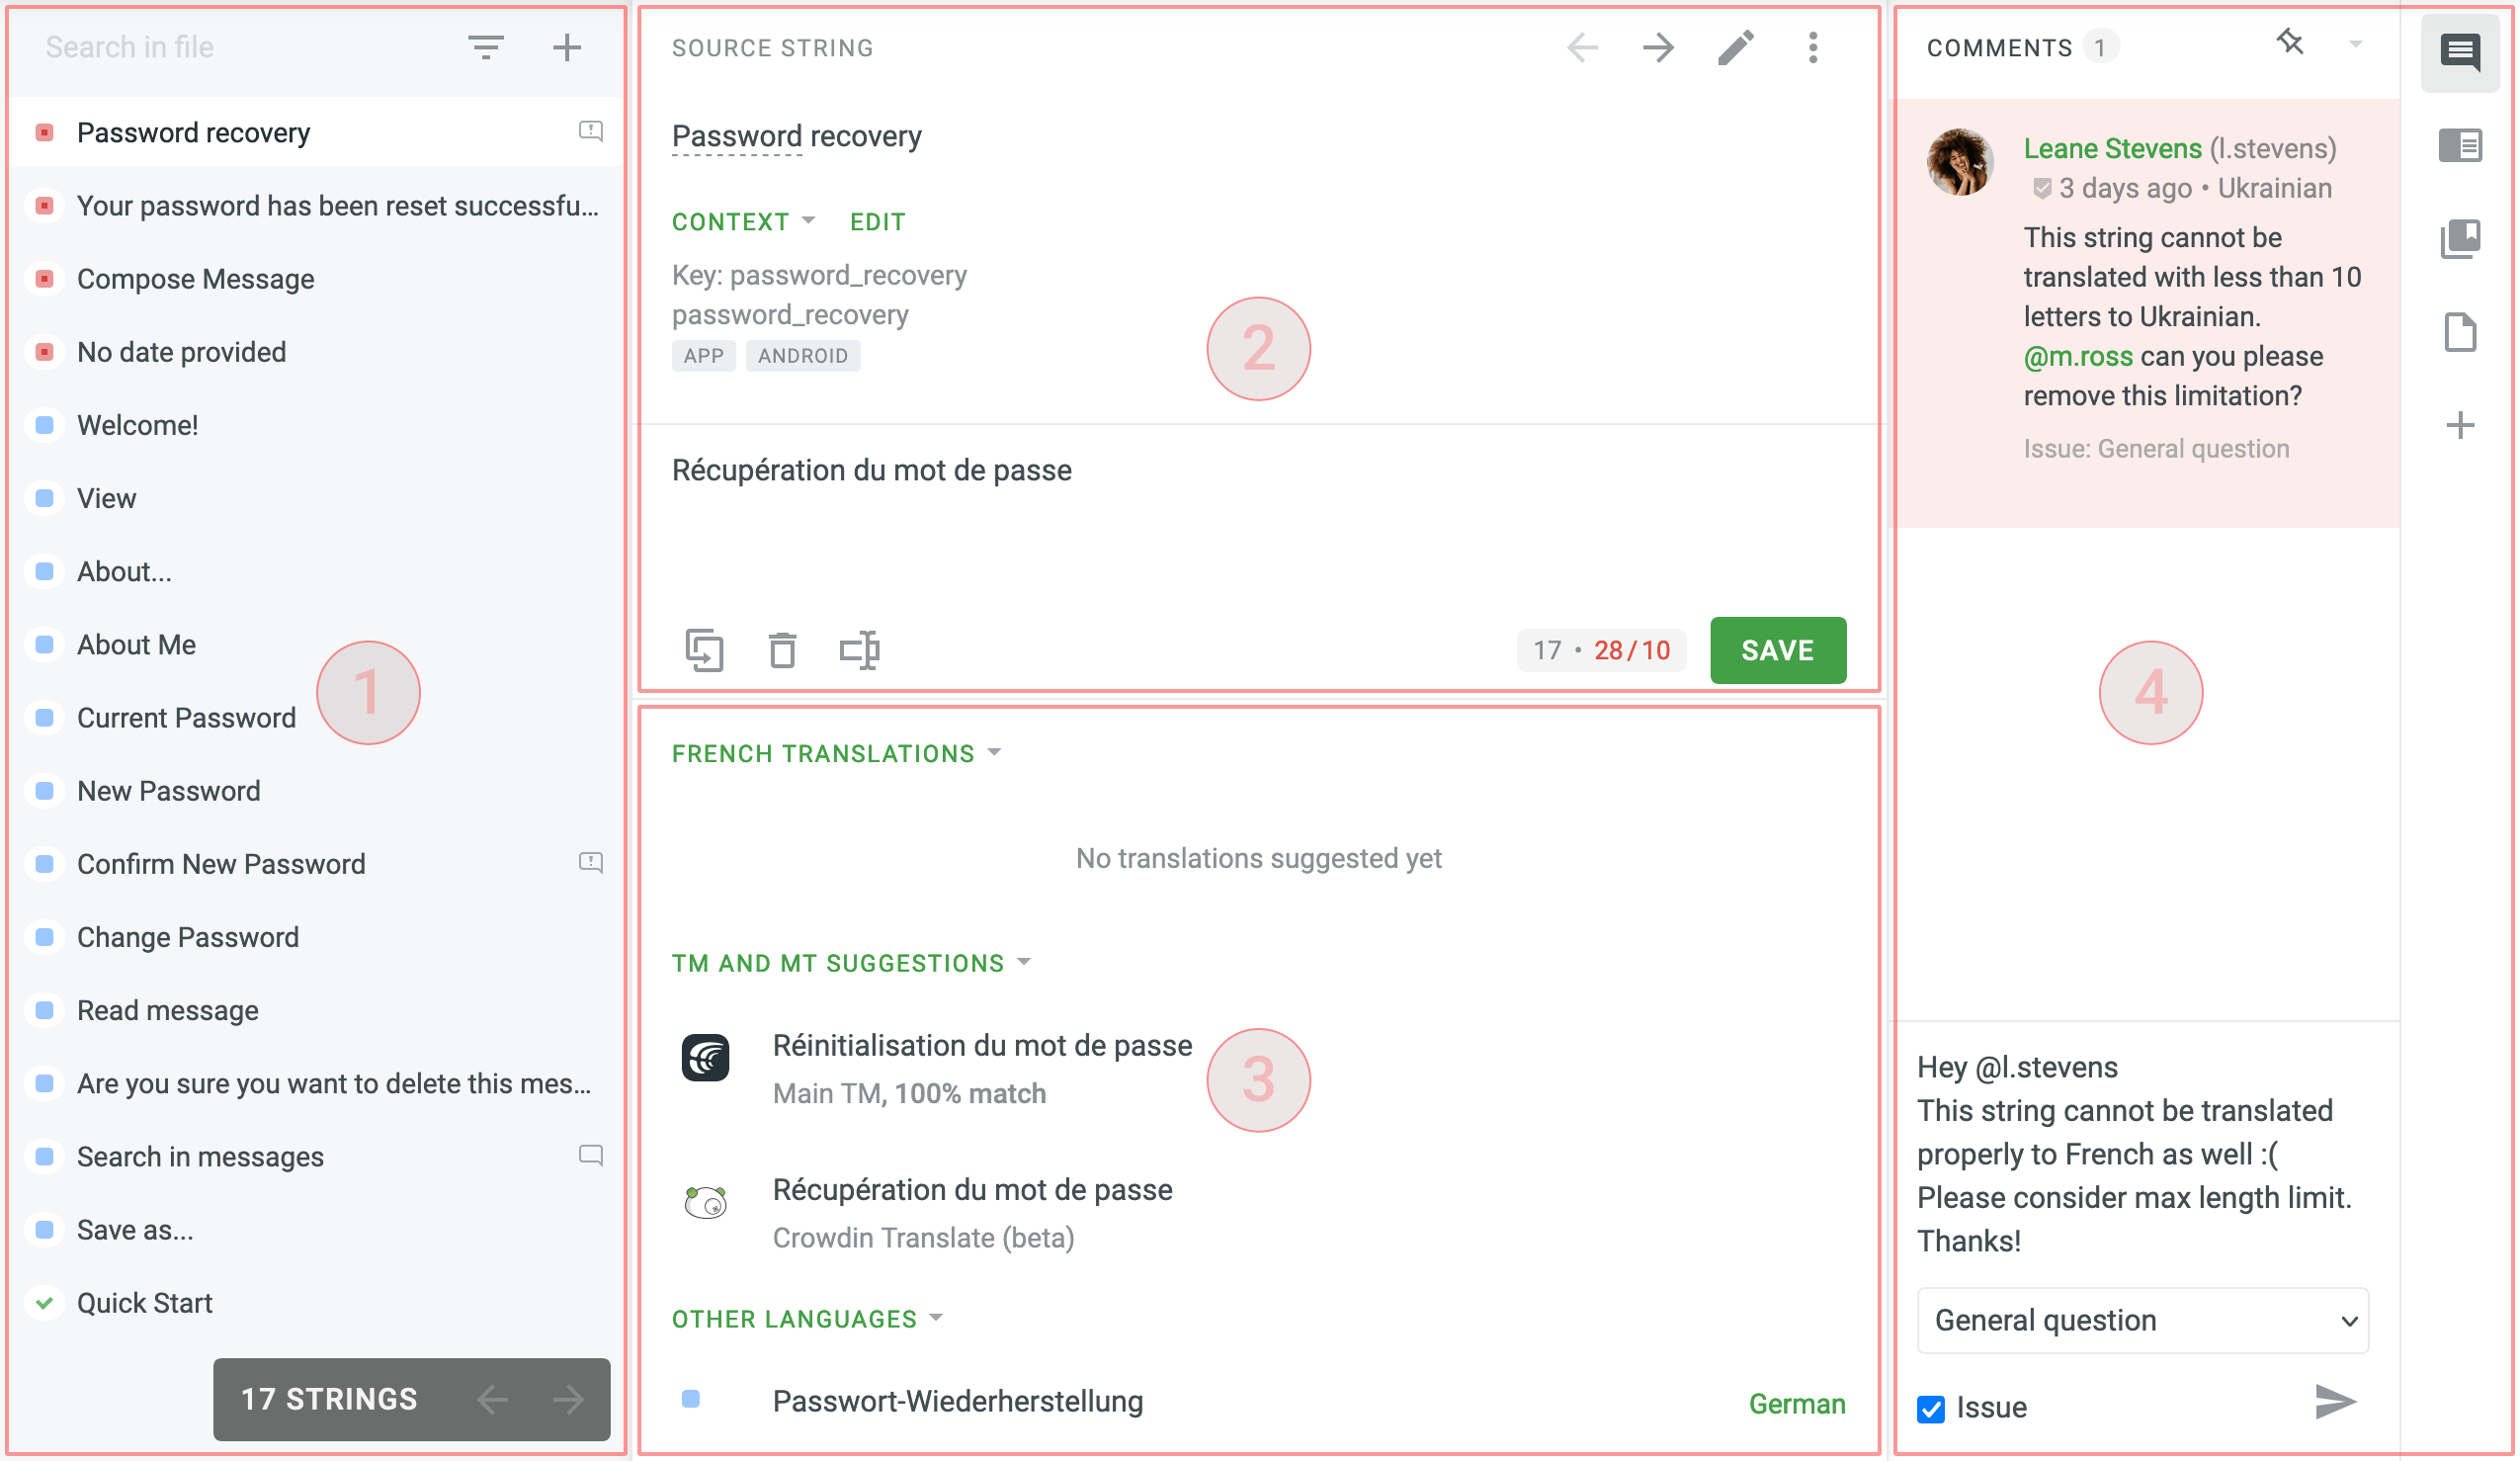 Search in file
Password recovery
Your password has been reset successfu...
Compose Message
No date provided
Welcome!
View
About...
About Me
Current Password
New Password
Confirm New Password
Change Password
Read message
Are you sure you want to delete this mes...
Search in messages
Save as...
Quick Start
17 STRINGS
1
SOURCE STRING
Password recovery
CONTEXT EDIT
Key: password_recovery
password_recovery
APP ANDROID
2
Récupération du mot de passe
17 • 28/10 SAVE
FRENCH TRANSLATIONS
No translations suggested yet
TM AND MT SUGGESTIONS
Réinitialisation du mot de passe
Main TM, 100% match
3
Récupération du mot de passe
Crowdin Translate (beta)
OTHER LANGUAGES
Passwort-Wiederherstellung German
COMMENTS 1
Leane Stevens (l.stevens)
3 days ago • Ukrainian
This string cannot be
translated with less than 10
letters to Ukrainian.
@m.ross can you please
remove this limitation?
Issue: General question
4
Hey @l.stevens
This string cannot be translated
properly to French as well :(
Please consider max length limit.
Thanks!
General question
Issue